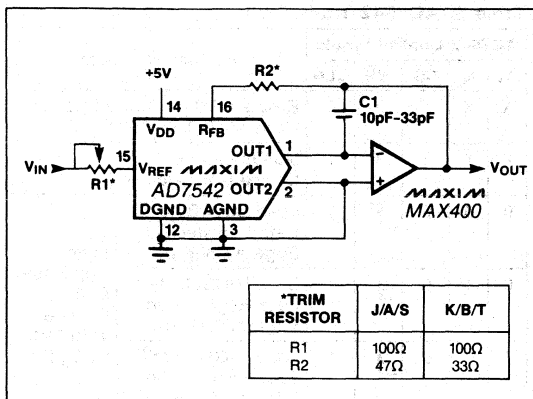 +5V
R2*
14
16
C1
10pF-33pF
VDD
RFB
VIN
15
R1*
VREF
MAXIM
AD7542
OUT1
1
OUT2
2
DGND
AGND
12
3
-
+
VOUT
MAXIM
MAX400
*TRIM RESISTOR J/A/S K/B/T
R1 100Ω 100Ω
R2 47Ω 33Ω